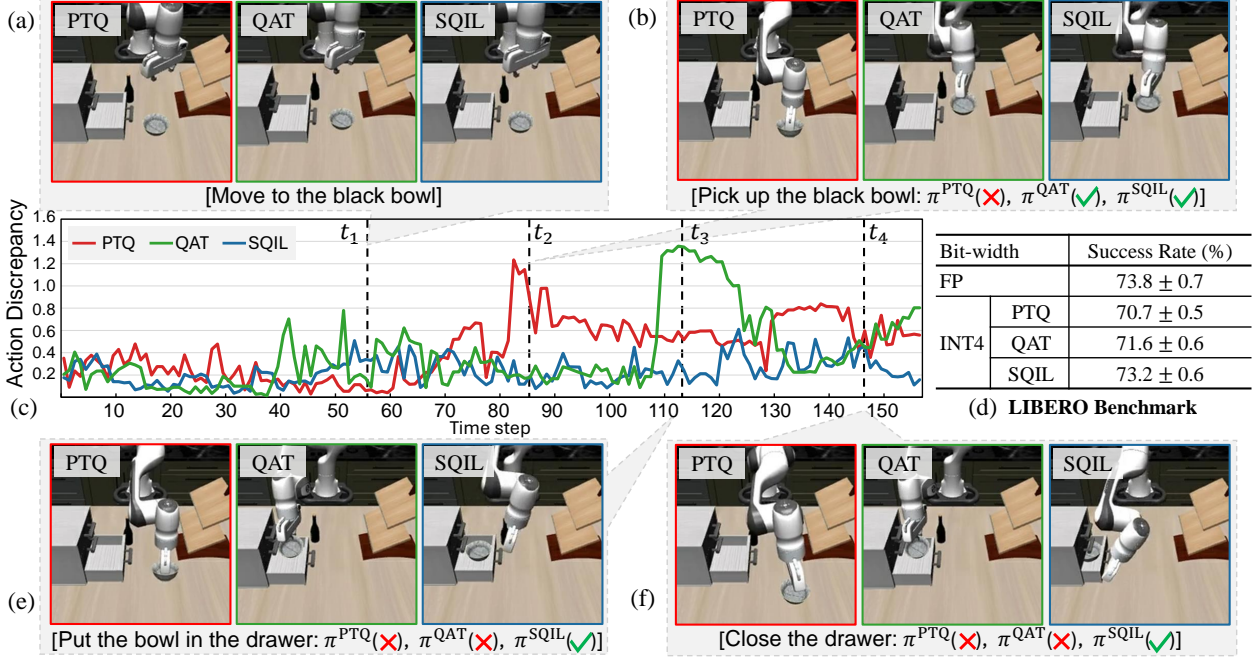 (a)
PTQ
QAT
SQIL
[Move to the black bowl]
(b)
PTQ
QAT
SQIL
[Pick up the black bowl: π^PTQ(✗), π^QAT(✓), π^SQIL(✓)]
Action Discrepancy
1.6
1.4
1.2
1.0
0.8
0.6
0.4
0.2
PTQ QAT SQIL
t₁
t₂
t₃
t₄
10 20 30 40 50 60 70 80 90 100 110 120 130 140 150
Time step
(c)
Bit-width Success Rate (%)
FP 73.8 ± 0.7
INT4
PTQ 70.7 ± 0.5
QAT 71.6 ± 0.6
SQIL 73.2 ± 0.6
(d) LIBERO Benchmark
PTQ
QAT
SQIL
(e)
[Put the bowl in the drawer: π^PTQ(✗), π^QAT(✗), π^SQIL(✓)]
PTQ
QAT
SQIL
(f)
[Close the drawer: π^PTQ(✗), π^QAT(✗), π^SQIL(✓)]